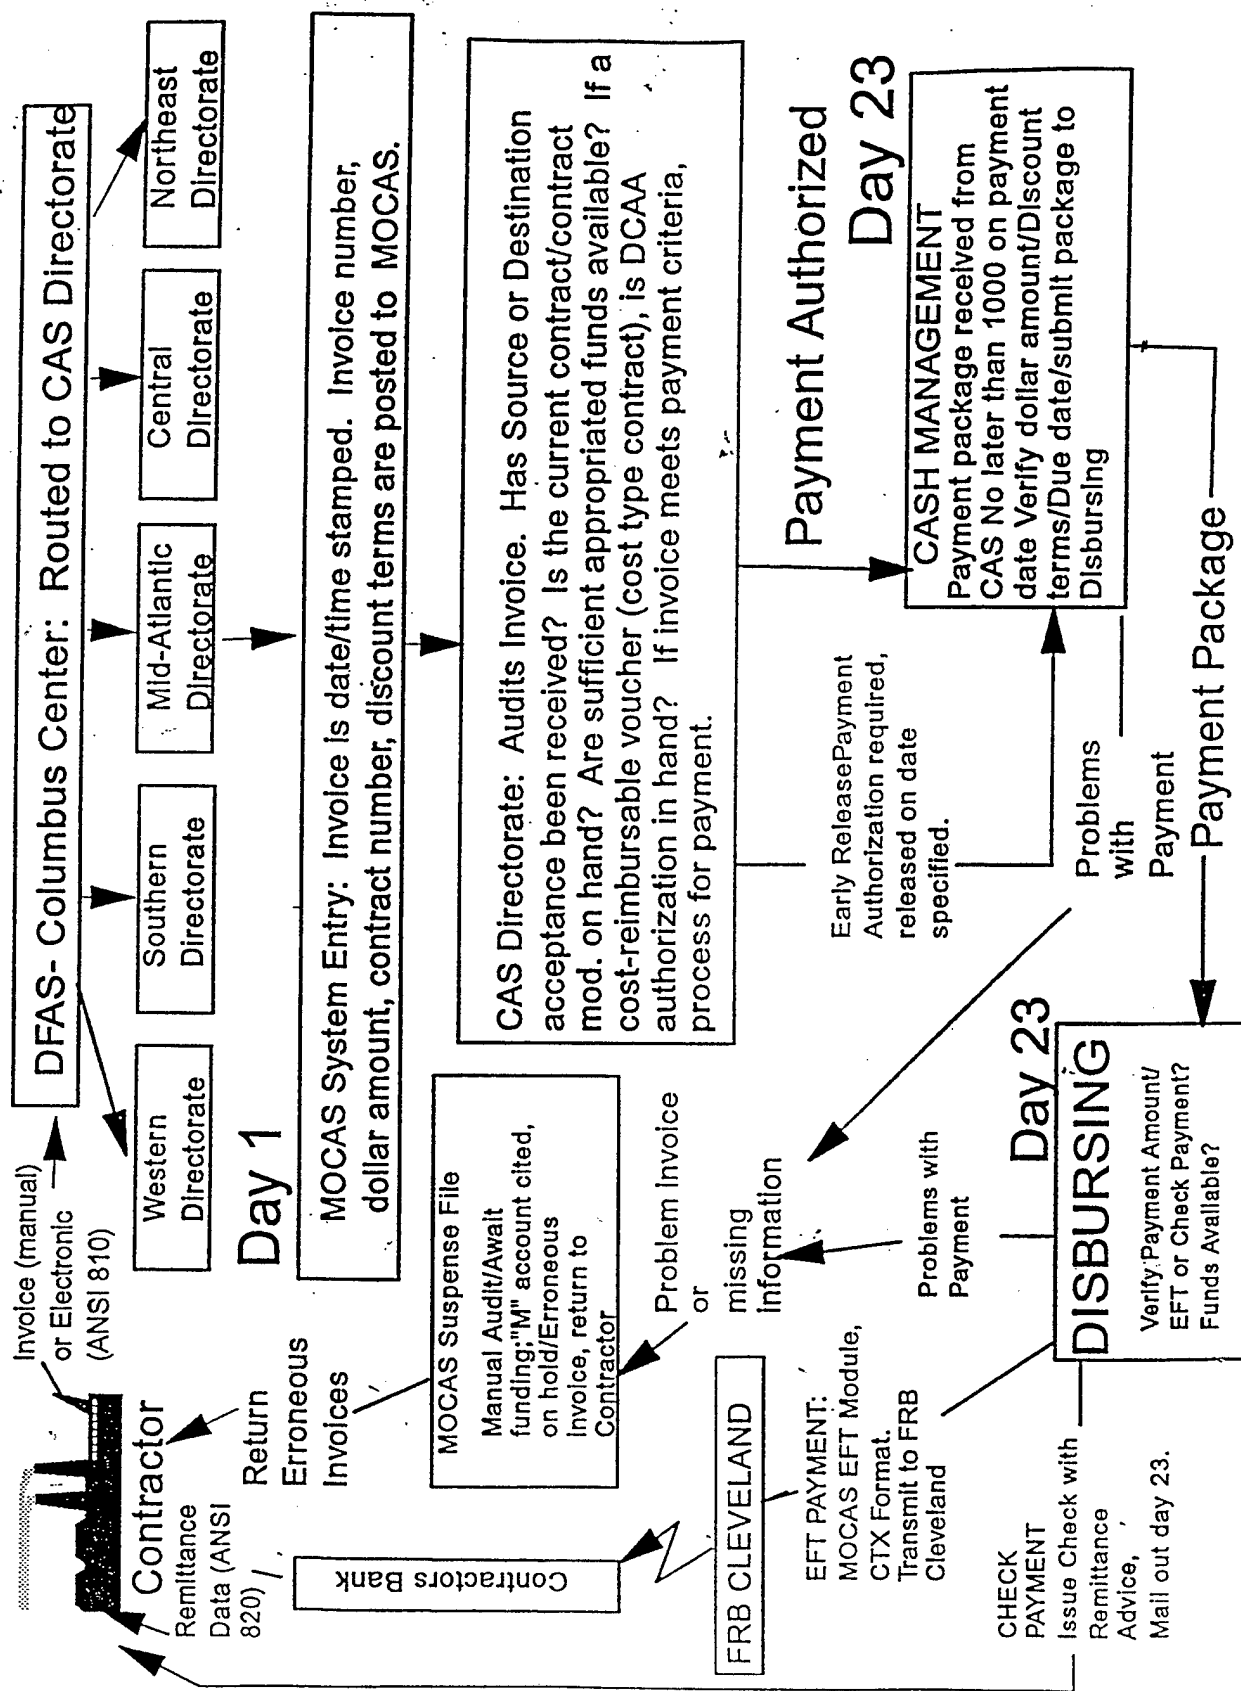 Invoice (manual)
or Electronic
(ANSI 810)
Contractor
DFAS- Columbus Center: Routed to CAS Directorate
Western
Directorate
Southern
Directorate
Mid-Atlantic
Directorate
Central
Directorate
Northeast
Directorate
Day 1
MOCAS System Entry: Invoice is date/time stamped. Invoice number,
dollar amount, contract number, discount terms are posted to MOCAS.
CAS Directorate: Audits Invoice. Has Source or Destination
acceptance been received? Is the current contract/contract
mod. on hand? Are sufficient appropriated funds available? If a
cost-reimbursable voucher (cost type contract), is DCAA
authorization in hand? If invoice meets payment criteria,
process for payment.
Return
Erroneous
Invoices
MOCAS Suspense File
Manual Audit/Await
funding;"M" account cited,
on hold/Erroneous
Invoice, return to
Contractor
Problem Invoice
or
missing
information
Remittance
Data (ANSI
820)
Contractors Bank
FRB CLEVELAND
EFT PAYMENT:
MOCAS EFT Module,
CTX Format.
Transmit to FRB
Cleveland
CHECK
PAYMENT
Issue Check with
Remittance
Advice,
Mail out day 23.
Problems with
Payment
Day 23
DISBURSING
Verify Payment Amount/
EFT or Check Payment?
Funds Available?
Early ReleasePayment
Authorization required,
released on date
specified.
Payment Authorized
Day 23
CASH MANAGEMENT
Payment package received from
CAS No later than 1000 on payment
date Verify dollar amount/Discount
terms/Due date/submit package to
Disbursing
Problems
with
Payment
Payment Package